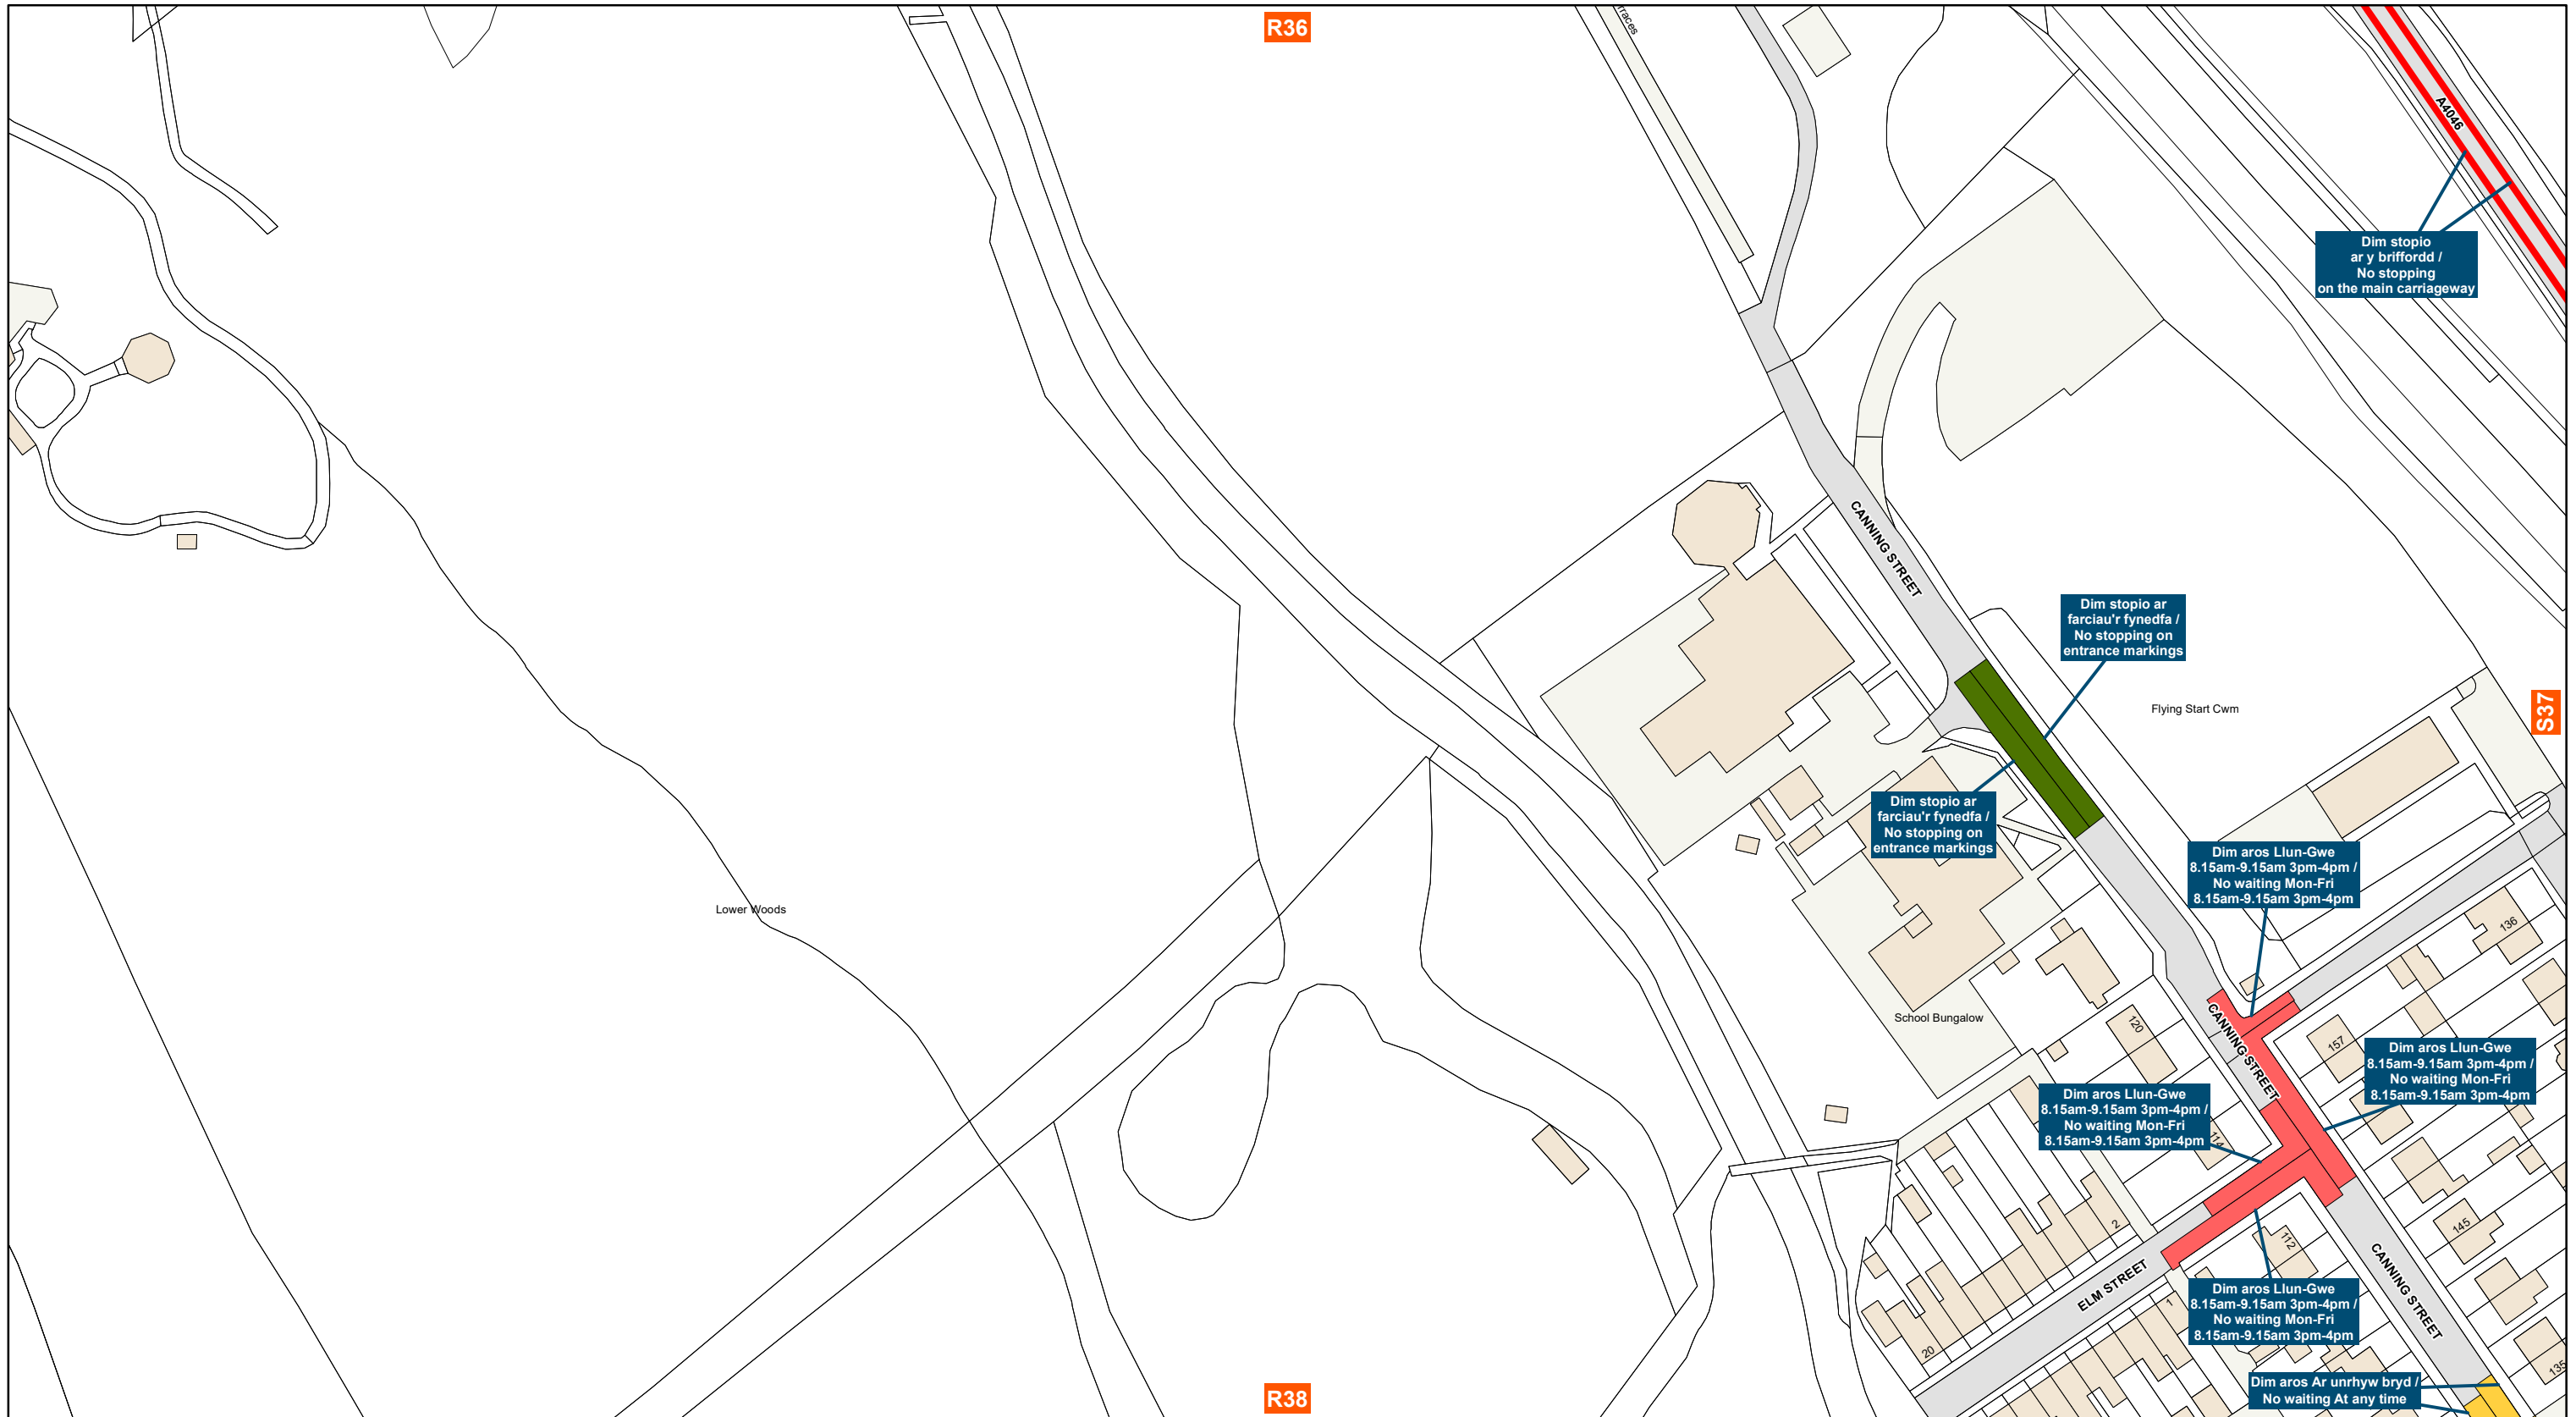 R36
A4046
Dim stopio
ar y briffordd /
No stopping
on the main carriageway
CANNING STREET
Dim stopio ar
farciau'r fynedfa /
No stopping on
entrance markings
Flying Start Cwm
S37
Dim stopio ar
farciau'r fynedfa /
No stopping on
entrance markings
Dim aros Llun-Gwe
8.15am-9.15am 3pm-4pm /
No waiting Mon-Fri
8.15am-9.15am 3pm-4pm
Lower Woods
136
School Bungalow
120
CANNING STREET
157
Dim aros Llun-Gwe
8.15am-9.15am 3pm-4pm /
No waiting Mon-Fri
8.15am-9.15am 3pm-4pm
Dim aros Llun-Gwe
8.15am-9.15am 3pm-4pm /
No waiting Mon-Fri
8.15am-9.15am 3pm-4pm
114
2
145
112
CANNING STREET
ELM STREET
1
Dim aros Llun-Gwe
8.15am-9.15am 3pm-4pm /
No waiting Mon-Fri
8.15am-9.15am 3pm-4pm
20
135
Dim aros Ar unrhyw bryd /
No waiting At any time
R38